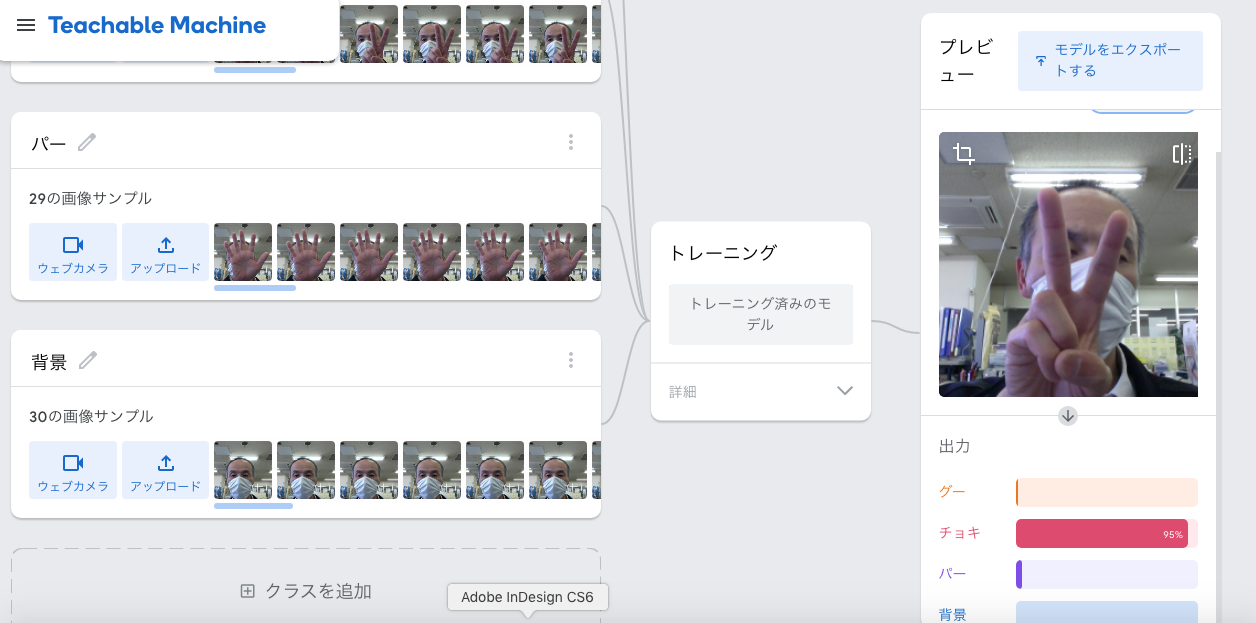 Teachable Machine
パー
29の画像サンプル
ウェブカメラ
アップロード
背景
30の画像サンプル
ウェブカメラ
アップロード
クラスを追加
Adobe InDesign CS6
トレーニング
トレーニング済みのモ
デル
詳細
プレビ
ュー
モデルをエクスポー
トする
出力
グー
チョキ
95%
パー
背景